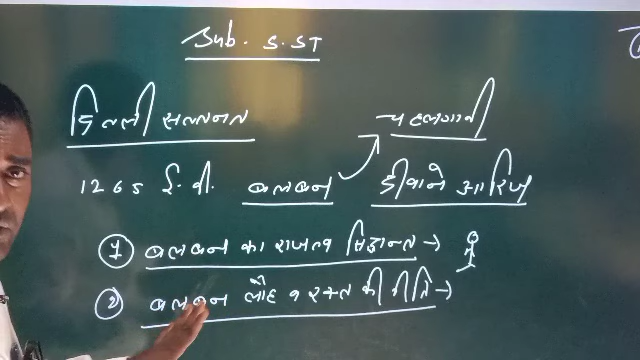 Sub. S.ST
दिल्ली सल्तनत
1265 ई.वी. बलबन → चहलगानी
दीवाने आरिज
① बलबन का राजत्व सिद्धान्त →
② बलबन लौह व रक्त की नीति →